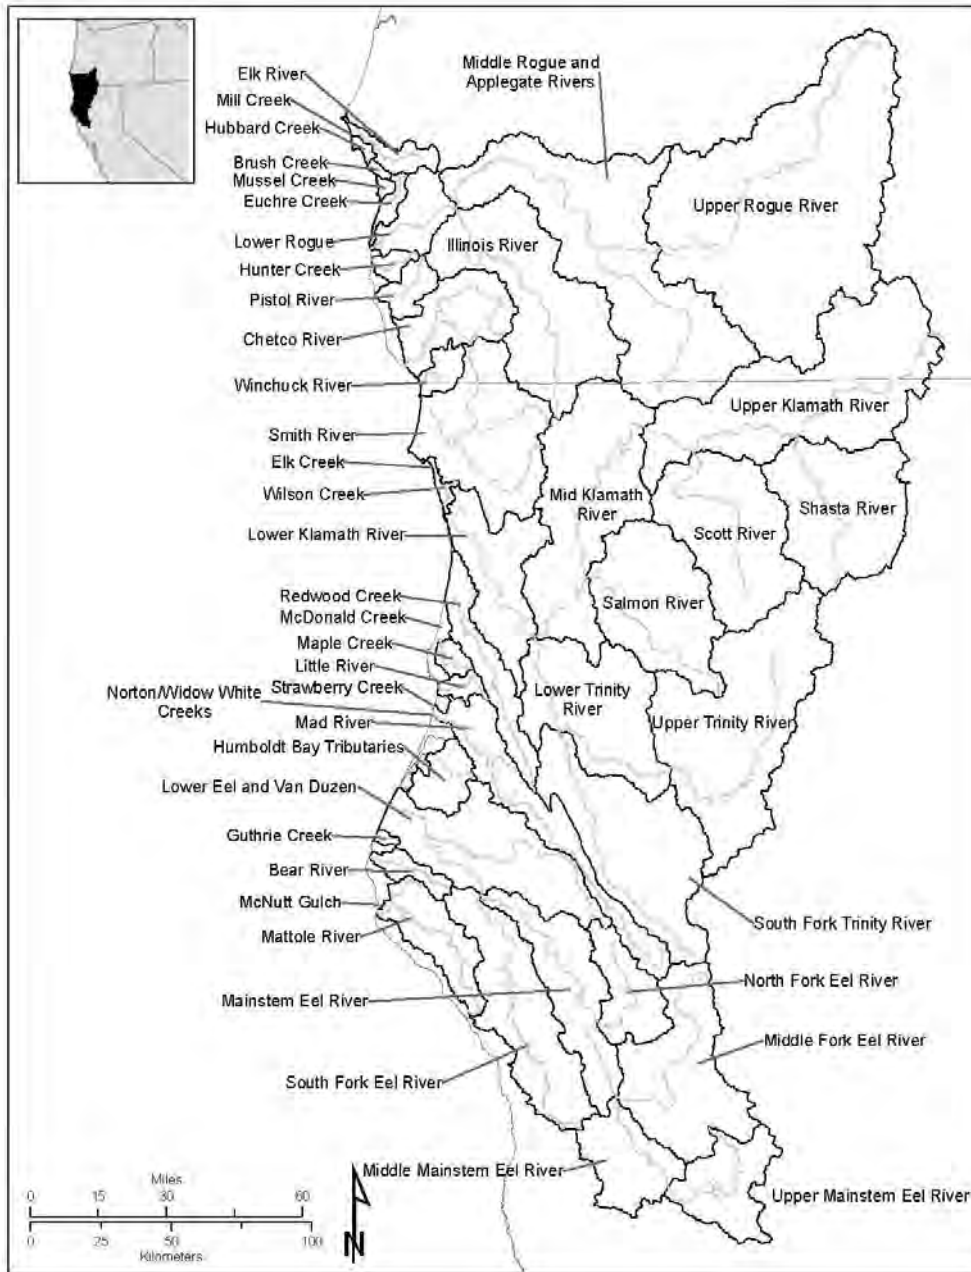 Elk River
Middle Rogue and
Applegate Rivers
Mill Creek
Hubbard Creek
Brush Creek
Mussel Creek
Euchre Creek
Upper Rogue River
Lower Rogue
Illinois River
Hunter Creek
Pistol River
Chetco River
Winchuck River
Upper Klamath River
Smith River
Elk Creek
Wilson Creek
Mid Klamath
River
Shasta River
Lower Klamath River
Scott River
Redwood Creek
Salmon River
McDonald Creek
Maple Creek
Little River
Strawberry Creek
Lower Trinity
River
Norton/Widow White
Creeks
Upper Trinity River
Mad River
Humboldt Bay Tributaries
Lower Eel and Van Duzen
Guthrie Creek
Bear River
McNutt Gulch
South Fork Trinity River
Mattole River
North Fork Eel River
Mainstem Eel River
Middle Fork Eel River
South Fork Eel River
Middle Mainstem Eel River
Upper Mainstem Eel River
Miles
0 15 30 60
0 25 50 100
Kilometers
N